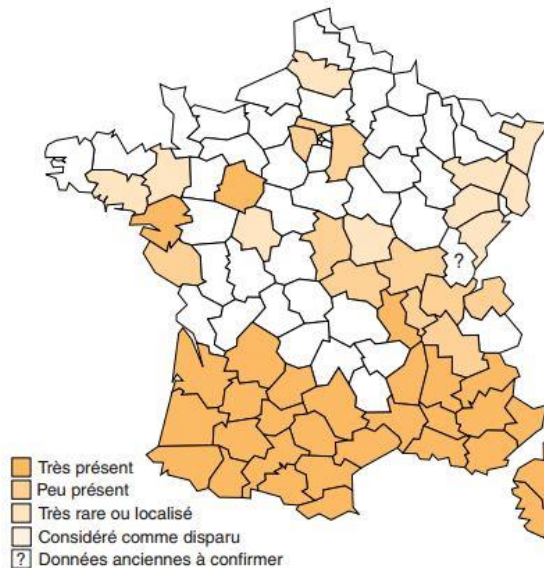 ?
Très présent
Peu présent
Très rare ou localisé
Considéré comme disparu
? Données anciennes à confirmer